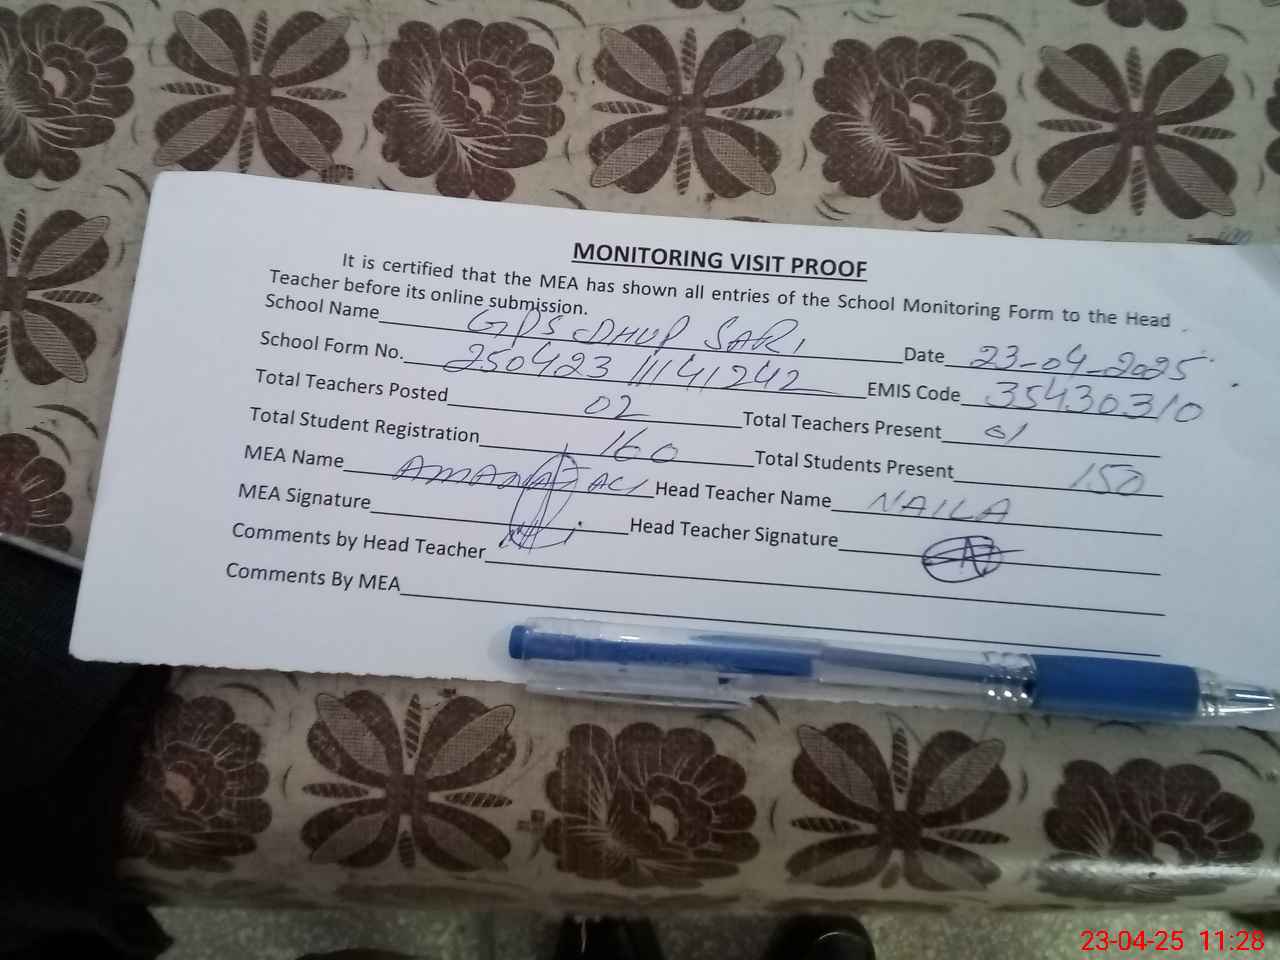 MONITORING VISIT PROOF
It is certified that the MEA has shown all entries of the School Monitoring Form to the Head
Teacher before its online submission.
School Name GPS DHUP SARI Date 23-04-2025
School Form No. 250423 11141242 EMIS Code 35430310
Total Teachers Posted 02 Total Teachers Present 01
Total Student Registration 160 Total Students Present 150
MEA Name AMANAT ALI Head Teacher Name NAILA
MEA Signature Head Teacher Signature
Comments by Head Teacher
Comments By MEA
23-04-25 11:28